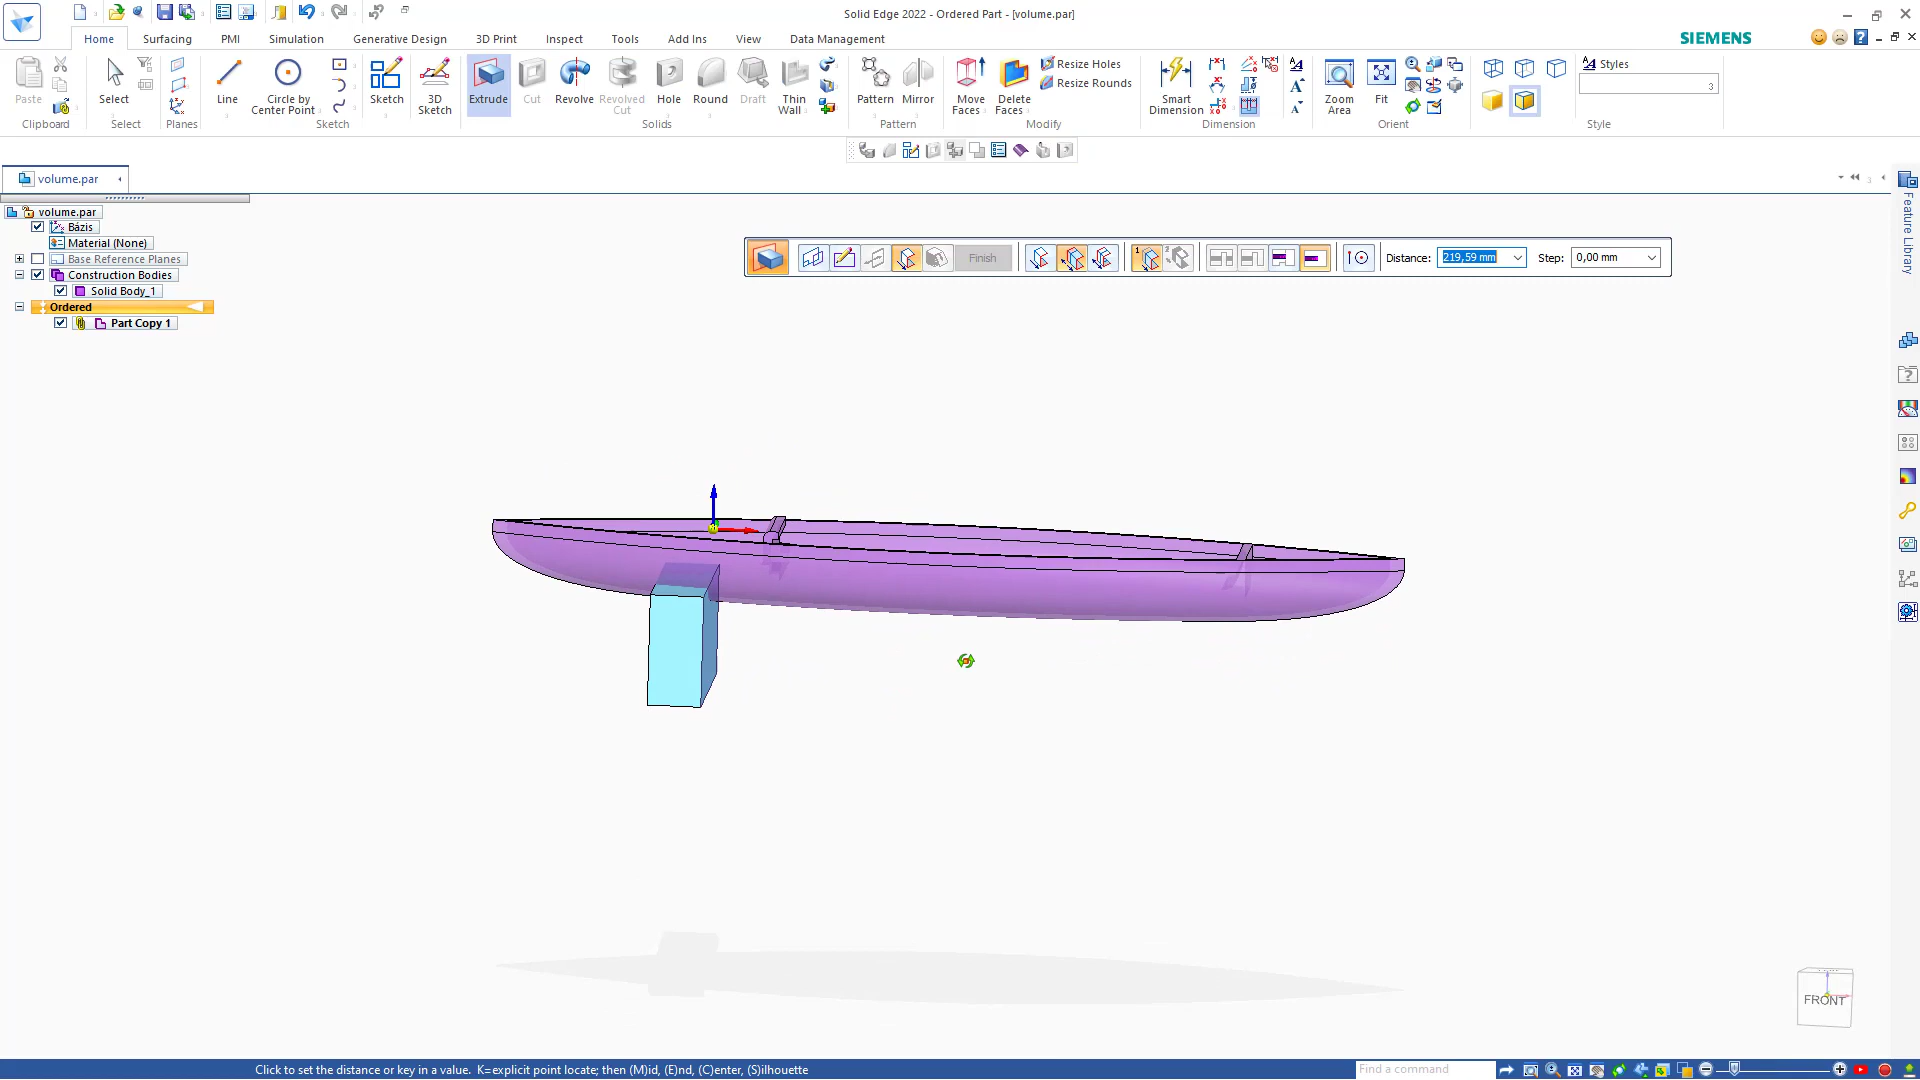 Solid Edge 2022 - Ordered Part - [volume.par]
Home
Surfacing
PMI
Simulation
Generative Design
3D Print
Inspect
Tools
Add Ins
View
Data Management
SIEMENS
Paste
Clipboard
Select
Select
Planes
Line
Circle by
Center Point
Sketch
Sketch
3D
Sketch
Extrude
Cut
Revolve
Revolved
Cut
Hole
Round
Draft
Thin
Wall
Solids
Pattern
Mirror
Pattern
Move
Faces
Delete
Faces
Resize Holes
Resize Rounds
Modify
Smart
Dimension
Dimension
Zoom
Area
Fit
Orient
Styles
3
Style
volume.par
3
volume.par
Bázis
Material (None)
Base Reference Planes
Construction Bodies
Solid Body_1
Ordered
Part Copy 1
Finish
1
2
Distance:
219,59 mm
Step:
0,00 mm
Feature Library
FRONT
Click to set the distance or key in a value. K=explicit point locate; then (M)id, (E)nd, (C)enter, (S)ilhouette
Find a command